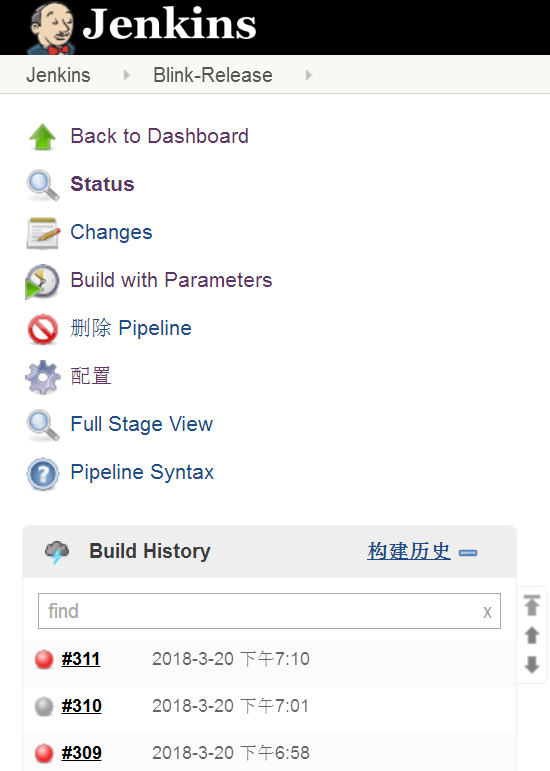 Jenkins
Jenkins Blink-Release
Back to Dashboard
Status
Changes
Build with Parameters
删除 Pipeline
配置
Full Stage View
Pipeline Syntax
Build History 构建历史
find x
#311 2018-3-20 下午7:10
#310 2018-3-20 下午7:01
#309 2018-3-20 下午6:58